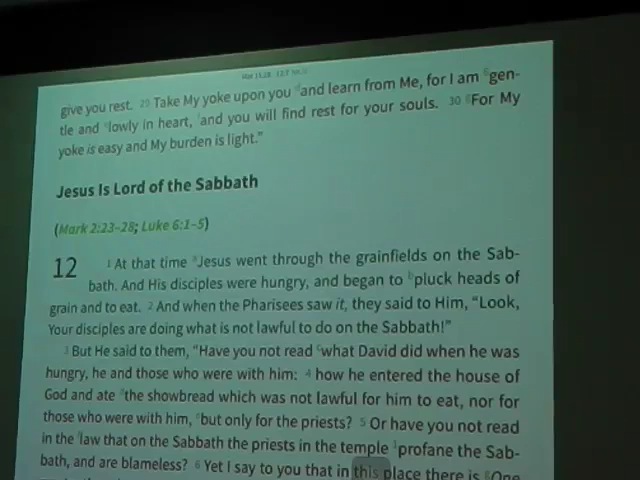 give you rest. 29 Take My yoke upon you and learn from Me, for I am gen-
tle and lowly in heart, and you will find rest for your souls. 30 For My
yoke is easy and My burden is light."
Jesus Is Lord of the Sabbath
(Mark 2:23–28; Luke 6:1–5)
12 1 At that time Jesus went through the grainfields on the Sab-
bath. And His disciples were hungry, and began to pluck heads of
grain and to eat. 2 And when the Pharisees saw it, they said to Him, "Look,
Your disciples are doing what is not lawful to do on the Sabbath!"
3 But He said to them, "Have you not read what David did when he was
hungry, he and those who were with him: 4 how he entered the house of
God and ate the showbread which was not lawful for him to eat, nor for
those who were with him, but only for the priests? 5 Or have you not read
in the law that on the Sabbath the priests in the temple profane the Sab-
bath, and are blameless? 6 Yet I say to you that in this place there is One